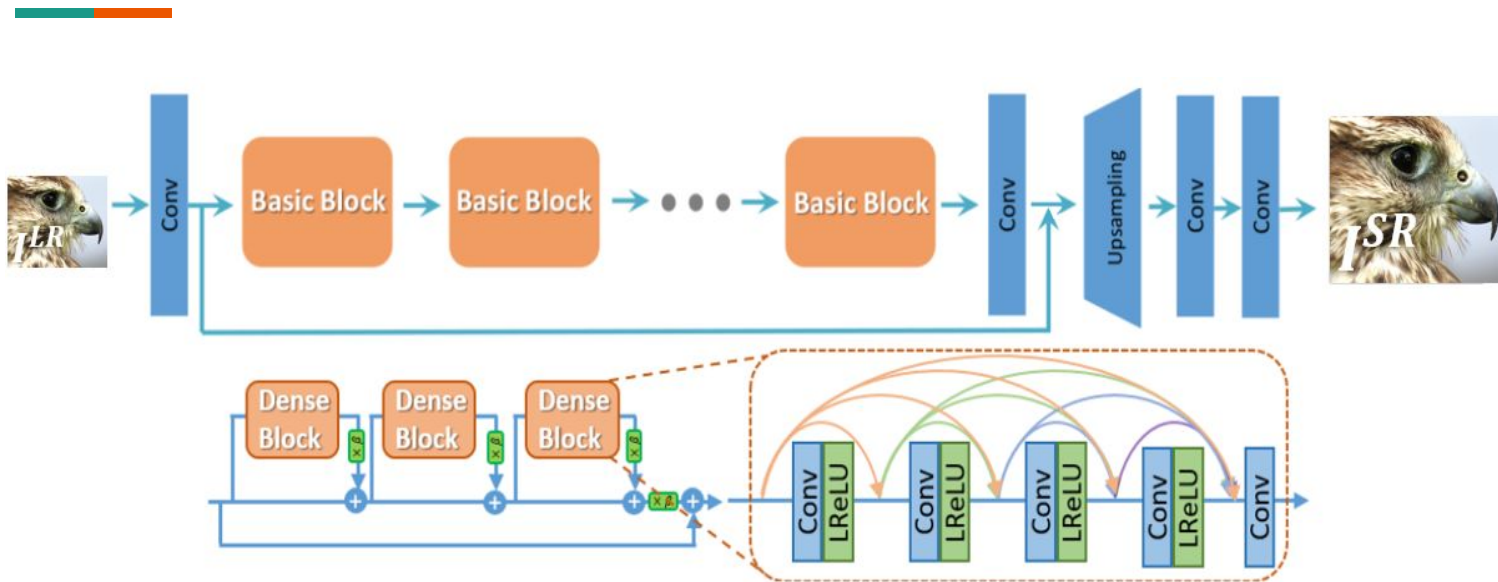 I^LR
Conv
Basic Block
Basic Block
Basic Block
Conv
Upsampling
Conv
Conv
I^SR
Dense
Block
× β
Dense
Block
× β
Dense
Block
× β
× β
Conv
LReLU
Conv
LReLU
Conv
LReLU
Conv
LReLU
Conv